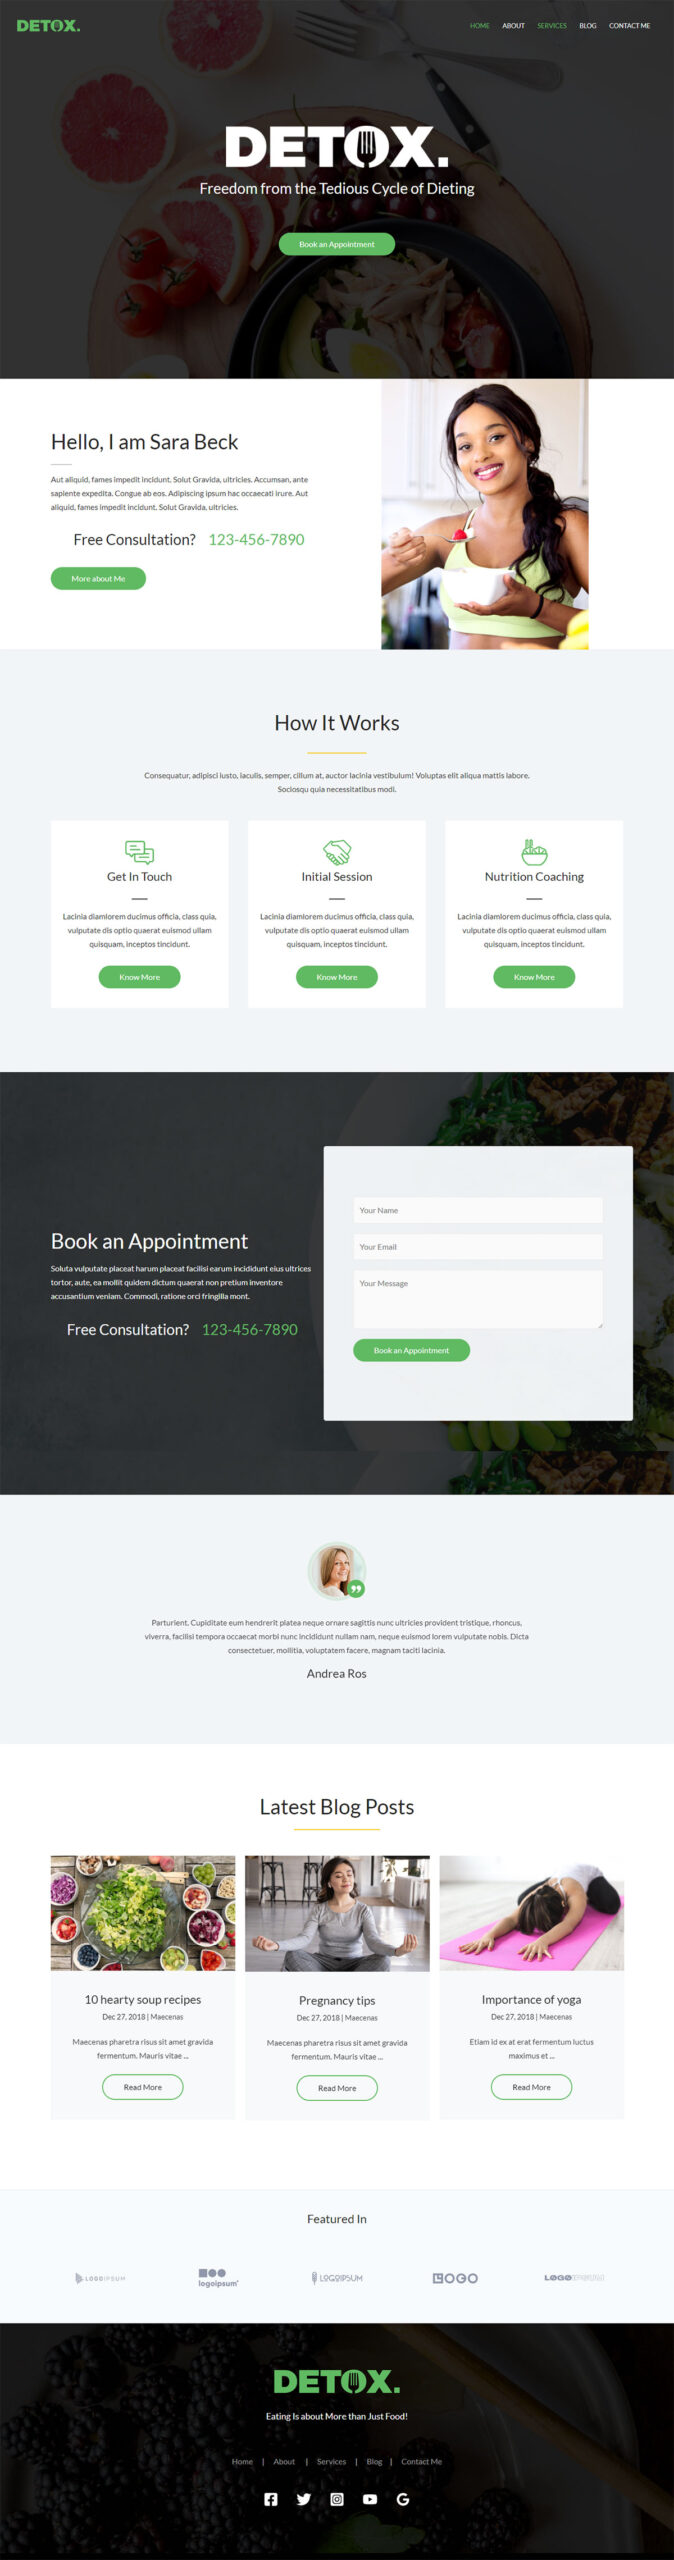 DETOX.
HOME ABOUT SERVICES BLOG CONTACT ME
DETOX.
Freedom from the Tedious Cycle of Dieting
Book an Appointment
Hello, I am Sara Beck
Aut aliquid, fames impedit incidunt. Solut Gravida, ultricies. Accumsan, ante
sapiente expedita. Congue ab eos. Adipiscing ipsum hac occaecati irure. Aut
aliquid, fames impedit incidunt. Solut Gravida, ultricies.
Free Consultation? 123-456-7890
More about Me
How It Works
Consequatur, adipisci iusto, iaculis, semper, cillum at, auctor lacinia vestibulum! Voluptas elit aliqua mattis labore.
Sociosqu quia necessitatibus modi.
Get In Touch
Lacinia diamlorem ducimus officia, class quia,
vulputate dis optio quaerat euismod ullam
quisquam, inceptos tincidunt.
Know More
Initial Session
Lacinia diamlorem ducimus officia, class quia,
vulputate dis optio quaerat euismod ullam
quisquam, inceptos tincidunt.
Know More
Nutrition Coaching
Lacinia diamlorem ducimus officia, class quia,
vulputate dis optio quaerat euismod ullam
quisquam, inceptos tincidunt.
Know More
Book an Appointment
Soluta vulputate placeat harum placeat facilisi earum incididunt eius ultrices
tortor, aute, ea mollit quidem dictum quaerat non pretium inventore
accusantium veniam. Commodi, ratione orci fringilla mont.
Free Consultation? 123-456-7890
Your Name
Your Email
Your Message
Book an Appointment
Parturient. Cupiditate eum hendrerit platea neque ornare sagittis nunc ultricies provident tristique, rhoncus,
viverra, facilisi tempora occaecat morbi nunc incididunt nullam nam, neque euismod lorem vulputate nobis. Dicta
consectetuer, mollitia, voluptatem facere, magnam taciti lacinia.
Andrea Ros
Latest Blog Posts
10 hearty soup recipes
Dec 27, 2018 | Maecenas
Maecenas pharetra risus sit amet gravida
fermentum. Mauris vitae ...
Read More
Pregnancy tips
Dec 27, 2018 | Maecenas
Maecenas pharetra risus sit amet gravida
fermentum. Mauris vitae ...
Read More
Importance of yoga
Dec 27, 2018 | Maecenas
Etiam id ex at erat fermentum luctus
maximus et ...
Read More
Featured In
LOGOIPSUM
logoipsum'
LOGOIPSUM
LOGO
LOGOIPSUM
DETOX.
Eating Is about More than Just Food!
Home | About | Services | Blog | Contact Me